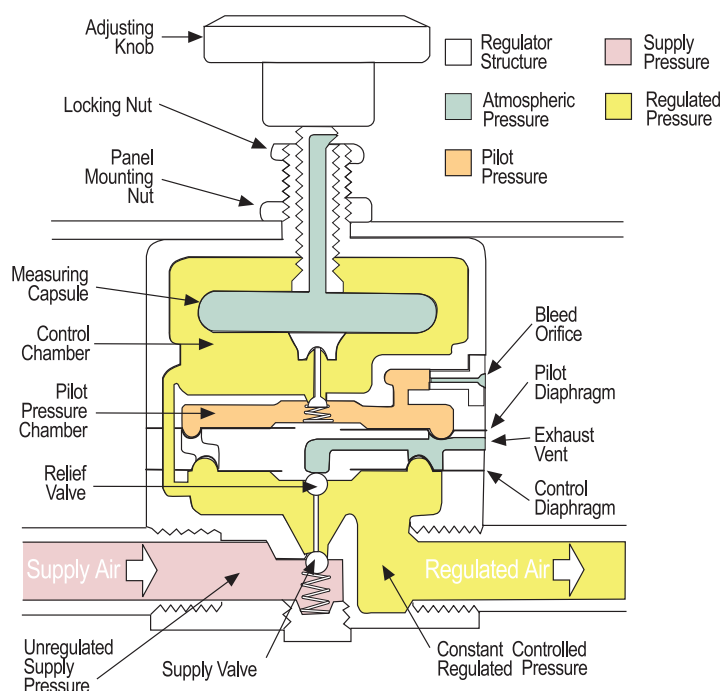 Adjusting
Knob
Regulator
Structure
Supply
Pressure
Atmospheric
Pressure
Regulated
Pressure
Pilot
Pressure
Locking Nut
Panel
Mounting
Nut
Measuring
Capsule
Control
Chamber
Pilot
Pressure
Chamber
Relief
Valve
Bleed
Orifice
Pilot
Diaphragm
Exhaust
Vent
Control
Diaphragm
Supply Air
Regulated Air
Unregulated
Supply
Pressure
Supply Valve
Constant
Regulated Controlled
Pressure